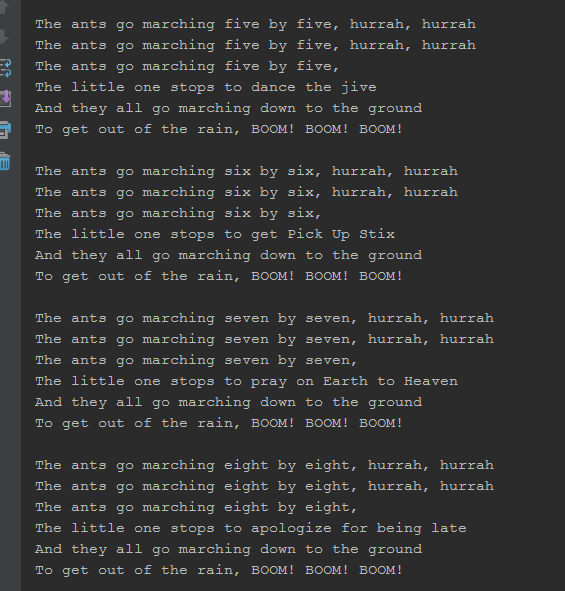 The ants go marching five by five, hurrah, hurrah
The ants go marching five by five, hurrah, hurrah
The ants go marching five by five,
The little one stops to dance the jive
And they all go marching down to the ground
To get out of the rain, BOOM! BOOM! BOOM!

The ants go marching six by six, hurrah, hurrah
The ants go marching six by six, hurrah, hurrah
The ants go marching six by six,
The little one stops to get Pick Up Stix
And they all go marching down to the ground
To get out of the rain, BOOM! BOOM! BOOM!

The ants go marching seven by seven, hurrah, hurrah
The ants go marching seven by seven, hurrah, hurrah
The ants go marching seven by seven,
The little one stops to pray on Earth to Heaven
And they all go marching down to the ground
To get out of the rain, BOOM! BOOM! BOOM!

The ants go marching eight by eight, hurrah, hurrah
The ants go marching eight by eight, hurrah, hurrah
The ants go marching eight by eight,
The little one stops to apologize for being late
And they all go marching down to the ground
To get out of the rain, BOOM! BOOM! BOOM!